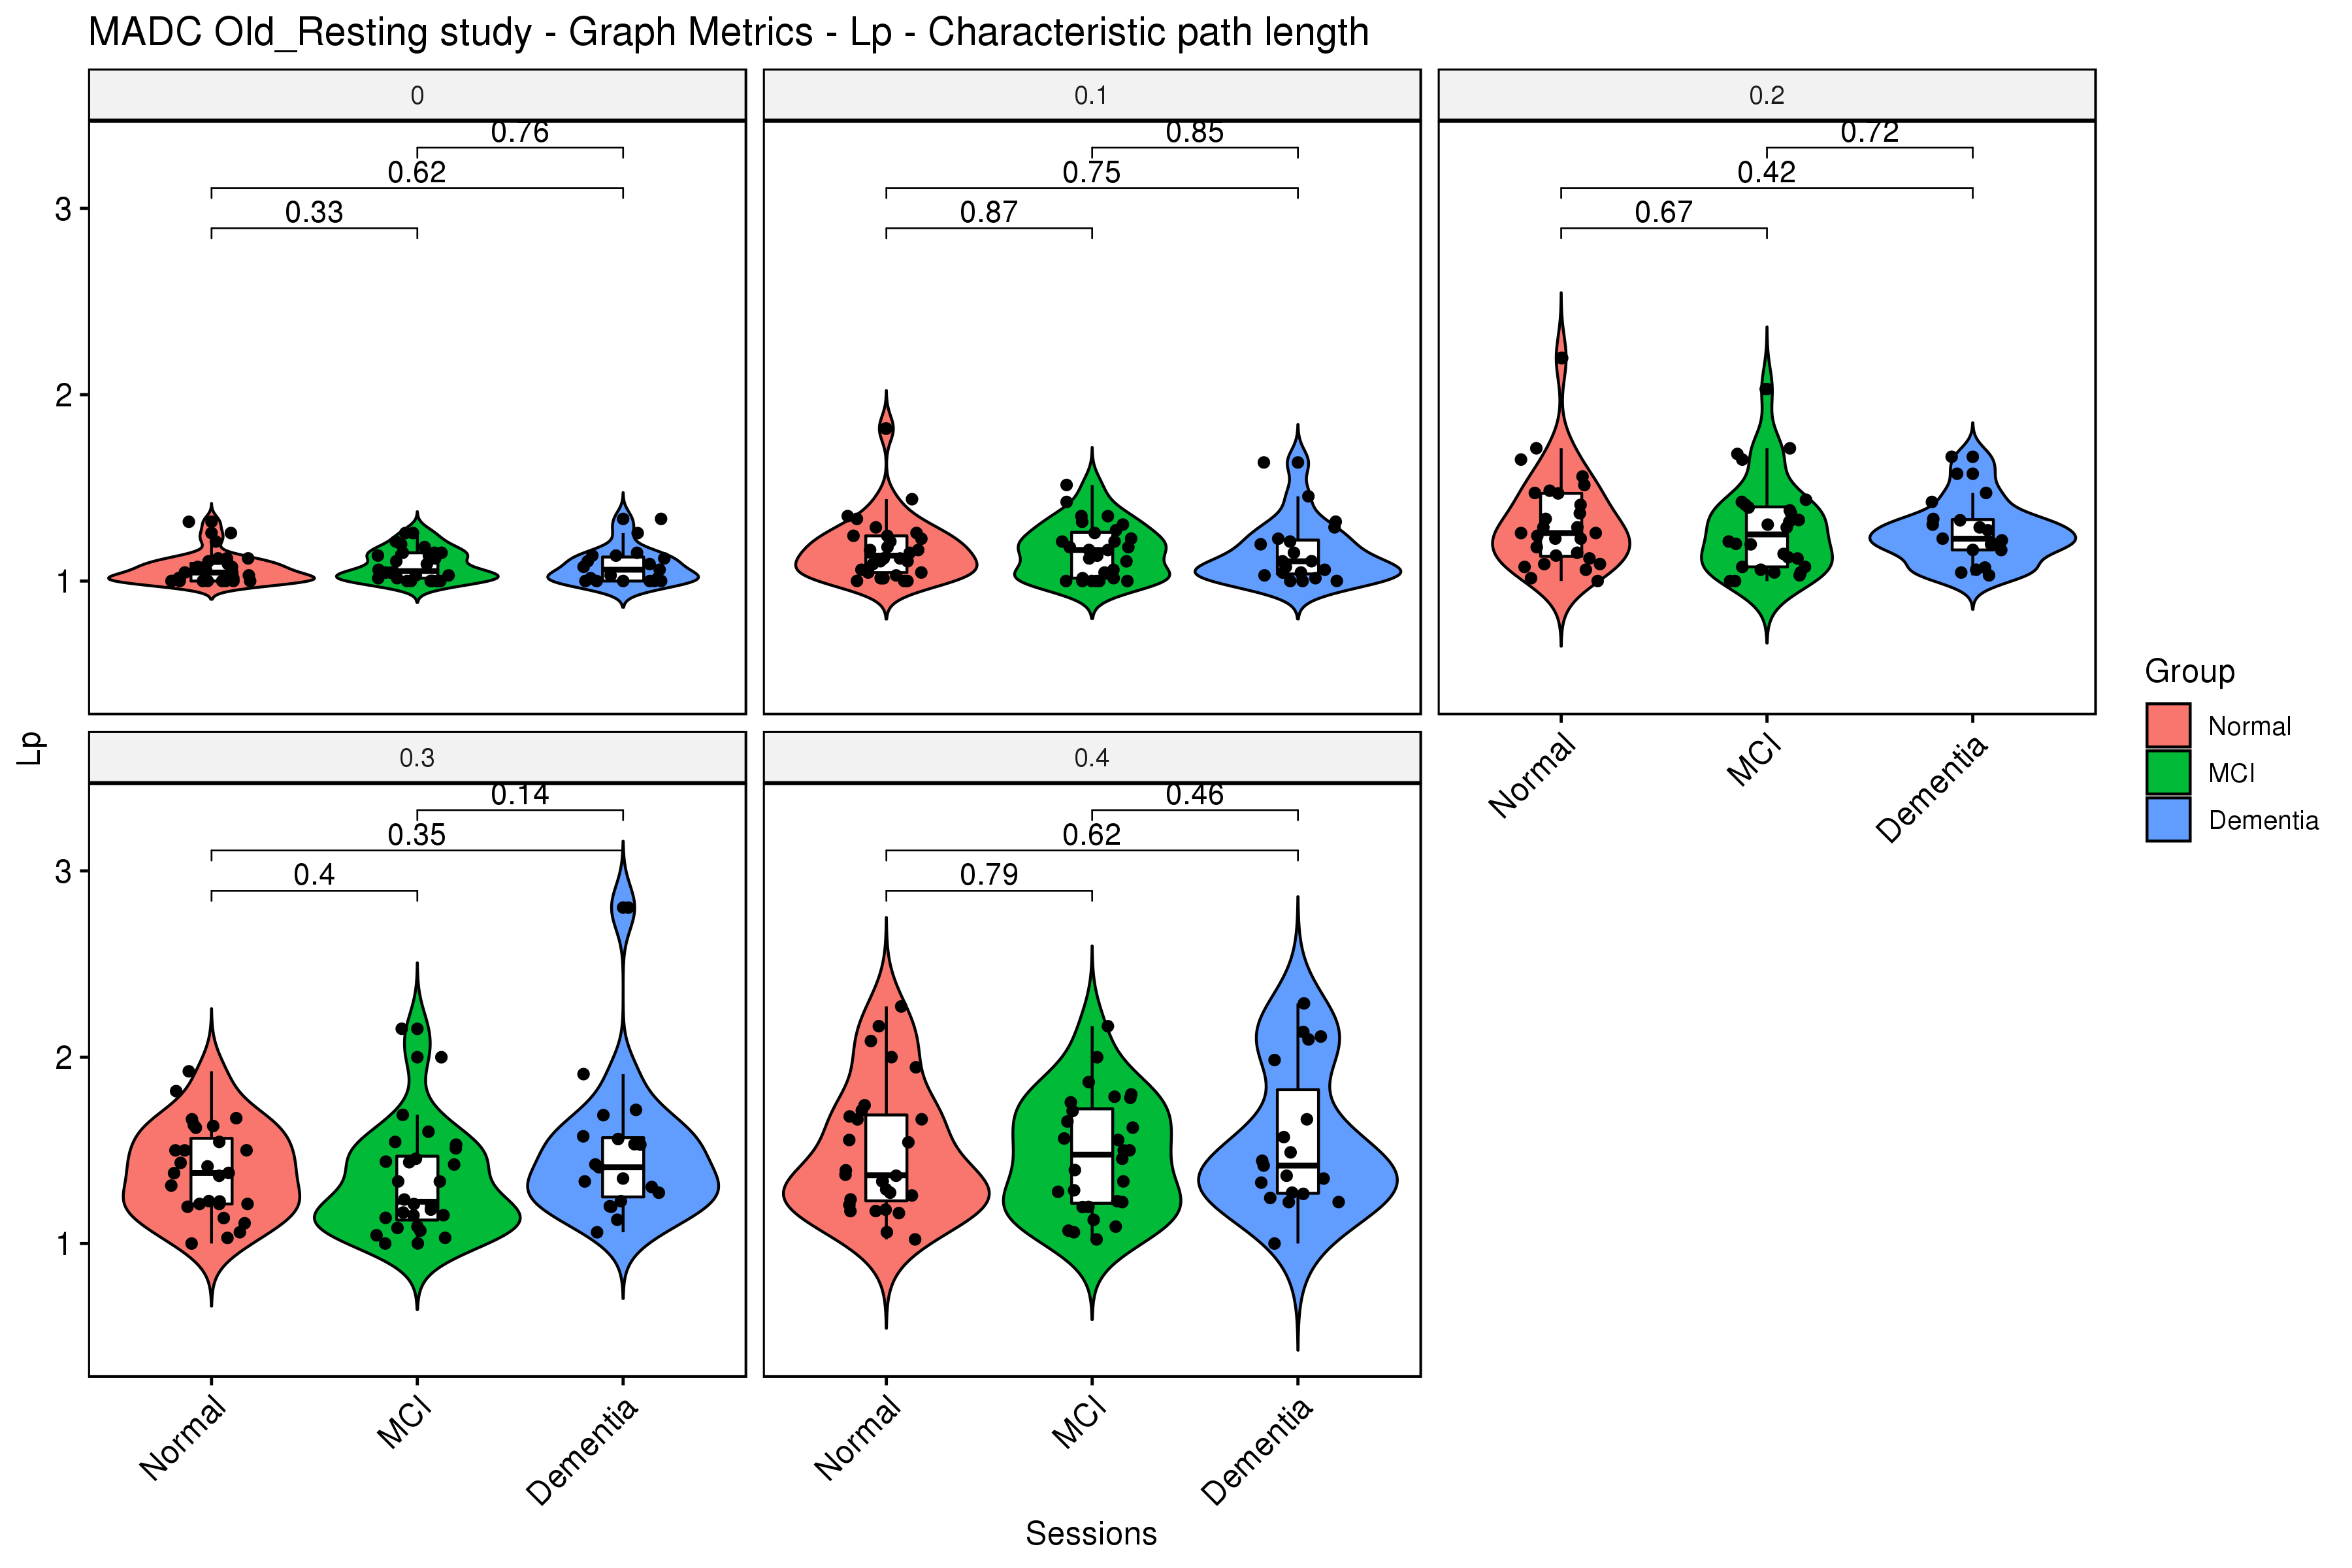 MADC Old_Resting study - Graph Metrics - Lp - Characteristic path length
0
0.1
0.2
0.76
0.62
0.33
0.85
0.75
0.87
0.72
0.42
0.67
3
2
1
Normal
MCI
Dementia
Lp
0.3
0.4
0.14
0.35
0.4
0.46
0.62
0.79
3
2
1
Normal
MCI
Dementia
Normal
MCI
Dementia
Sessions
Group
Normal
MCI
Dementia